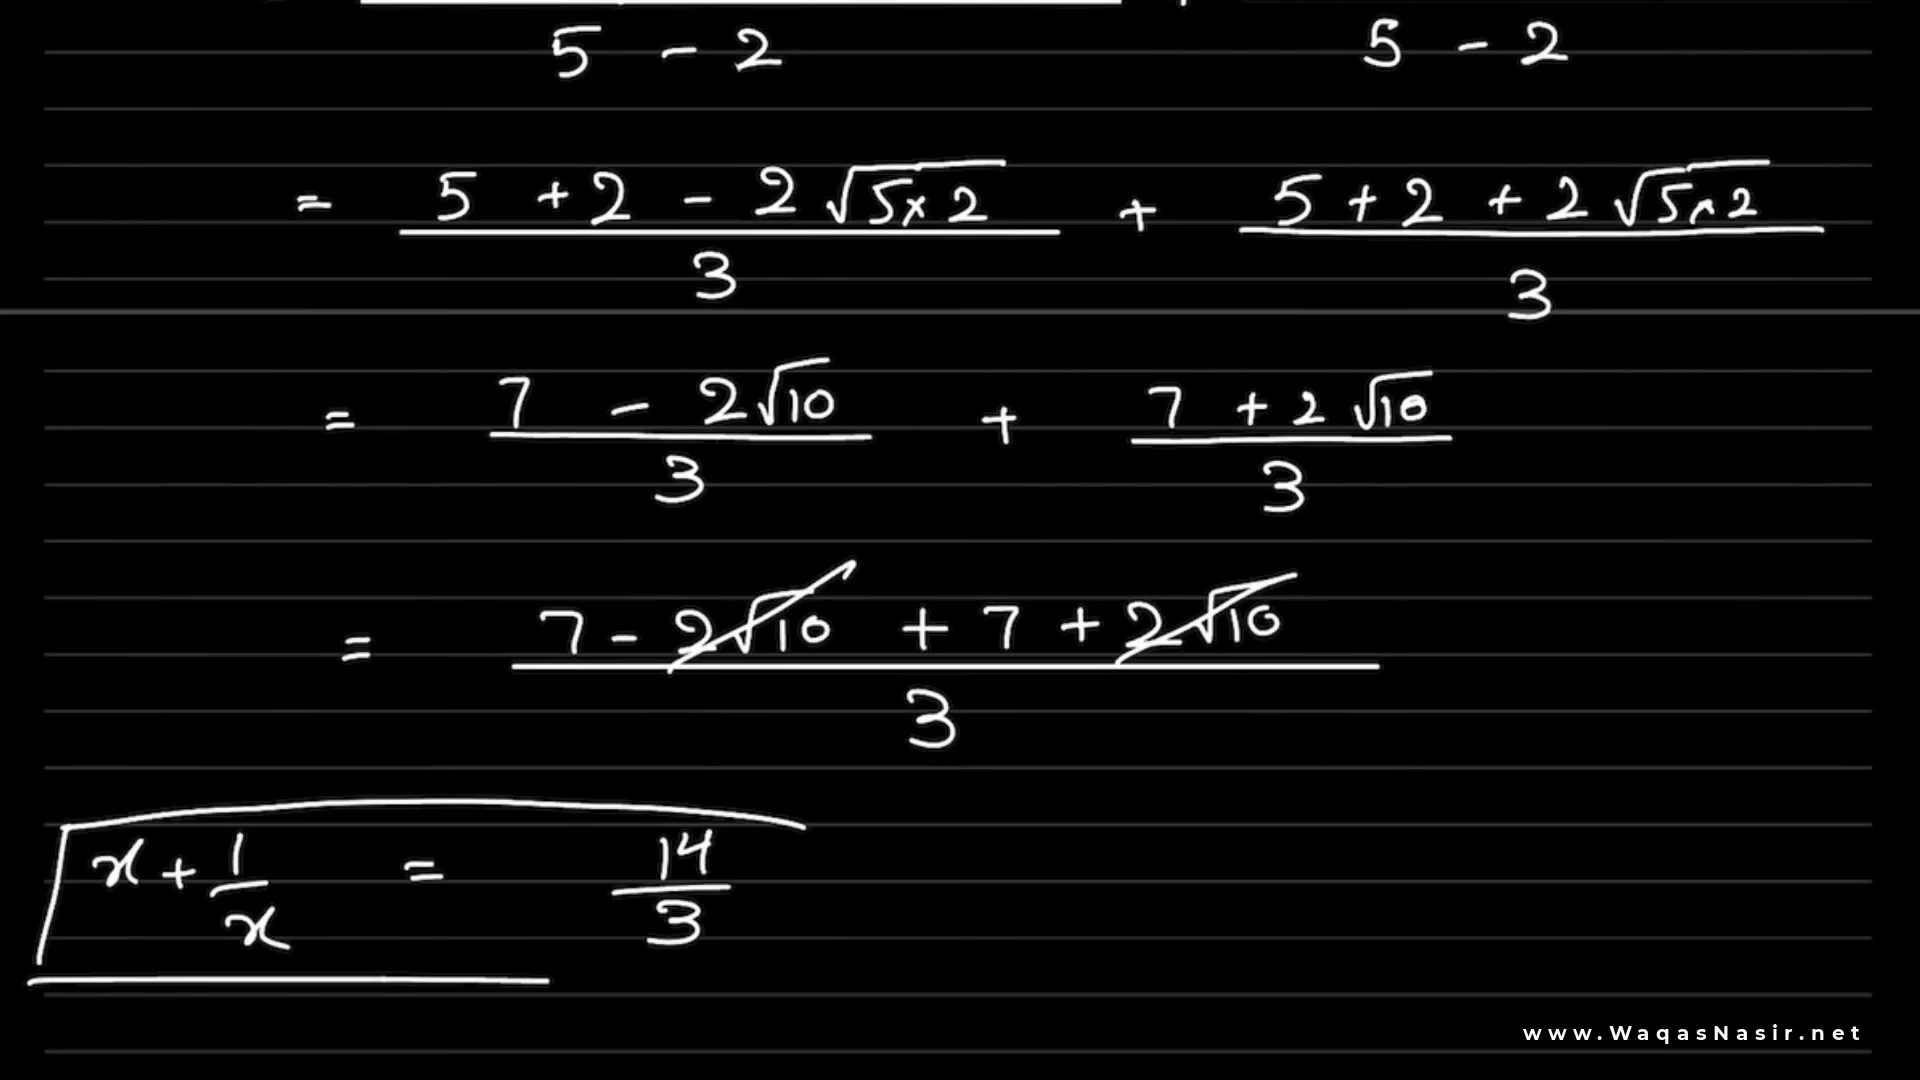 5 - 2 5 - 2
= 5 + 2 - 2 √5×2 + 5 + 2 + 2 √5×2
3 3
= 7 - 2√10 + 7 + 2 √10
3 3
= 7 - 2√10 + 7 + 2√10
3
x + 1/x = 14/3
www.WaqasNasir.net